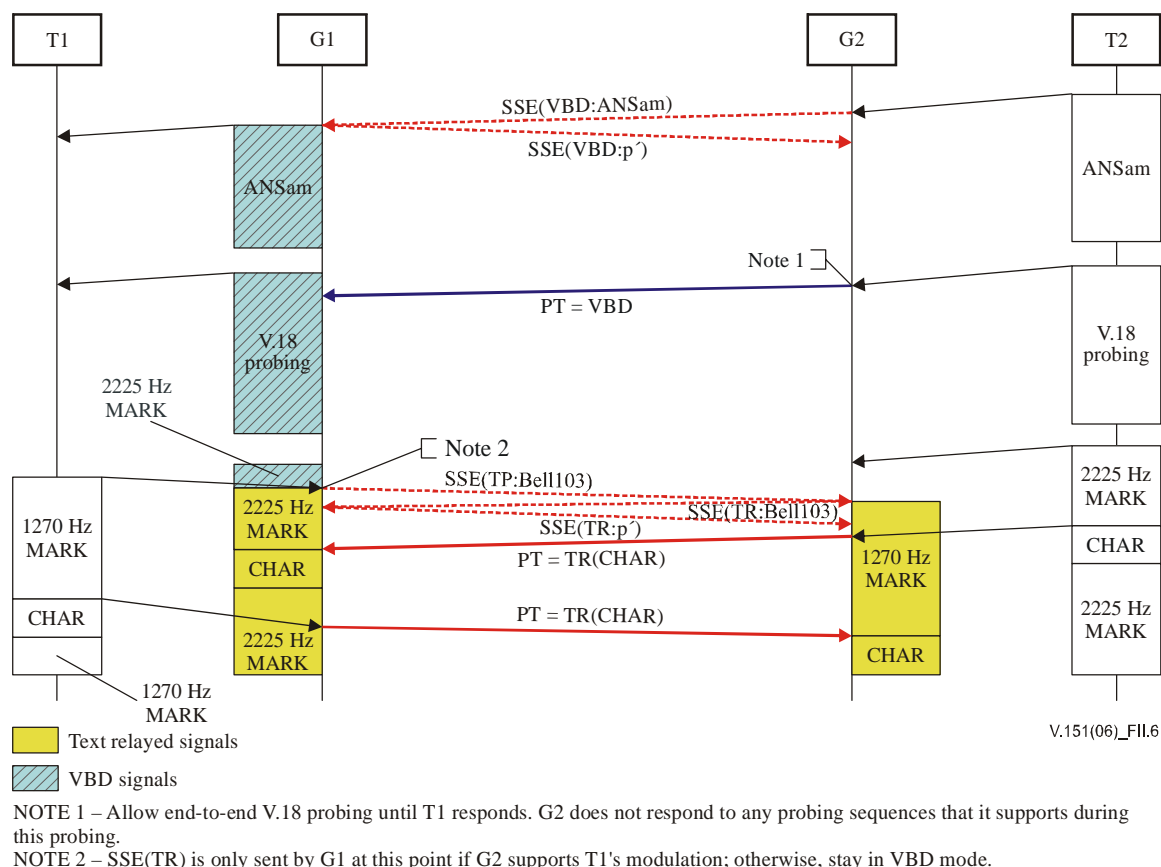 T1
G1
G2
T2
SSE(VBD:ANSam)
SSE(VBD:p´)
ANSam
ANSam
Note 1
PT = VBD
V.18
probing
V.18
probing
2225 Hz
MARK
Note 2
SSE(TP:Bell103)
2225 Hz
MARK
1270 Hz
MARK
2225 Hz
MARK
SSE(TR:Bell103)
SSE(TR:p´)
PT = TR(CHAR)
1270 Hz
MARK
CHAR
CHAR
CHAR
PT = TR(CHAR)
2225 Hz
MARK
2225 Hz
MARK
CHAR
1270 Hz
MARK
Text relayed signals
V.151(06)_FII.6
VBD signals
NOTE 1 – Allow end-to-end V.18 probing until T1 responds. G2 does not respond to any probing sequences that it supports during
this probing.
NOTE 2 – SSE(TR) is only sent by G1 at this point if G2 supports T1's modulation; otherwise, stay in VBD mode.